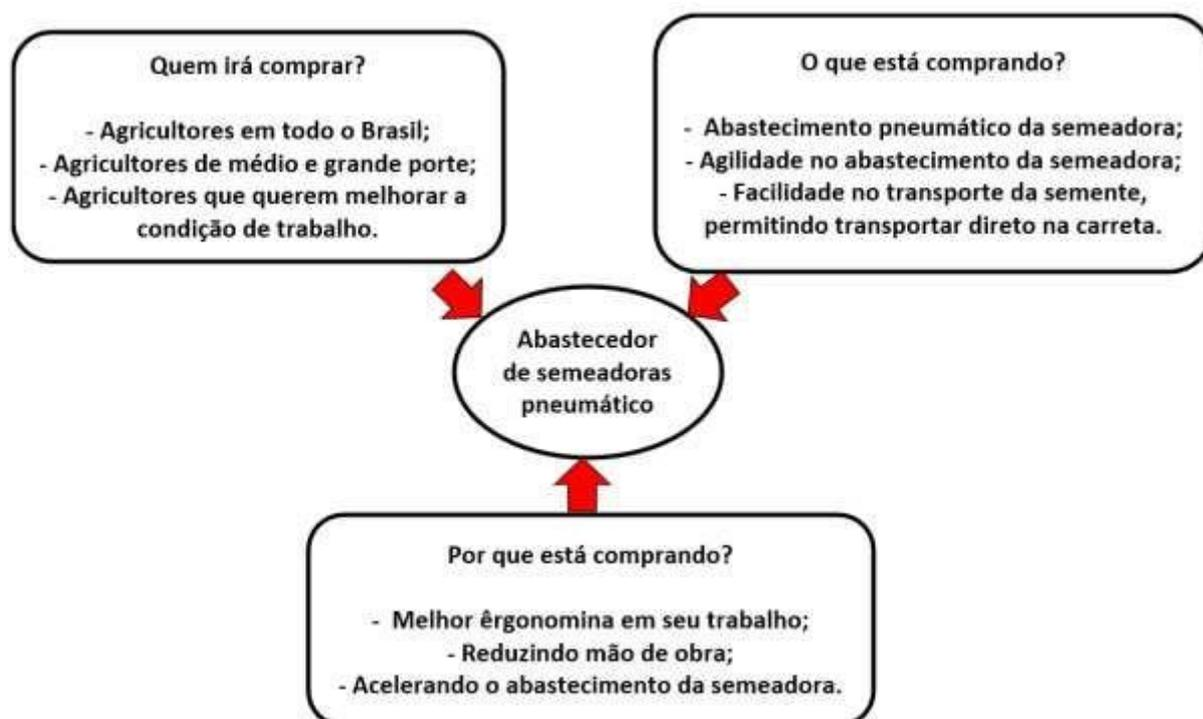 Quem irá comprar?
- Agricultores em todo o Brasil;
- Agricultores de médio e grande porte;
- Agricultores que querem melhorar a
condição de trabalho.
O que está comprando?
- Abastecimento pneumático da semeadora;
- Agilidade no abastecimento da semeadora;
- Facilidade no transporte da semente,
permitindo transportar direto na carreta.
Abastecedor
de semeadoras
pneumático
Por que está comprando?
- Melhor êrgonomina em seu trabalho;
- Reduzindo mão de obra;
- Acelerando o abastecimento da semeadora.